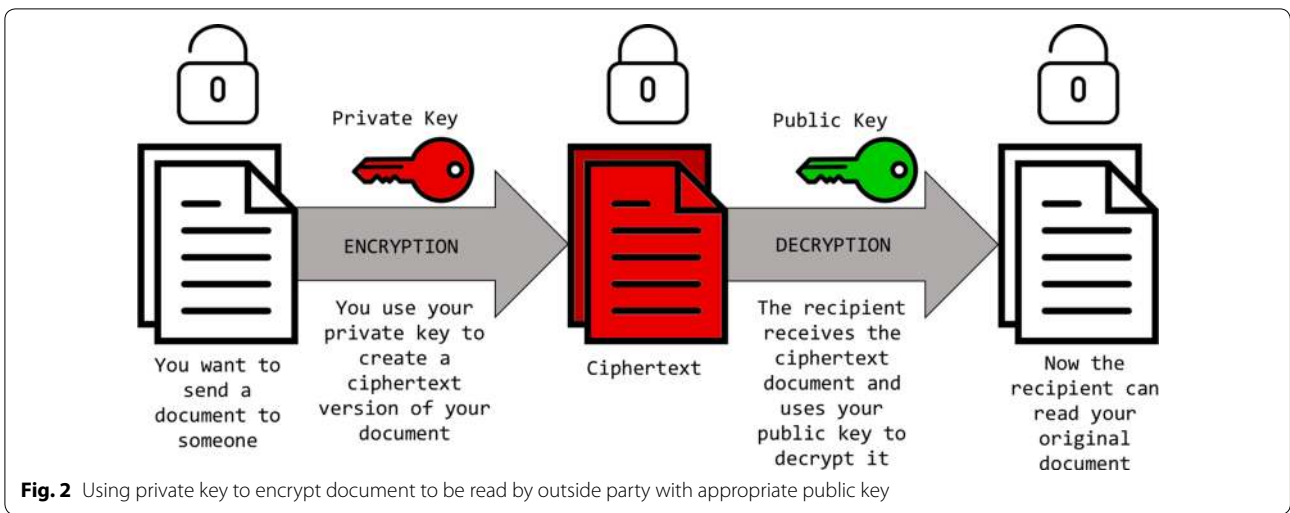 Private Key
Public Key
ENCRYPTION
DECRYPTION
You want to
send a
document to
someone
You use your
private key to
create a
ciphertext
version of your
document
Ciphertext
The recipient
receives the
ciphertext
document and
uses your
public key to
decrypt it
Now the
recipient can
read your
original
document
Fig. 2 Using private key to encrypt document to be read by outside party with appropriate public key